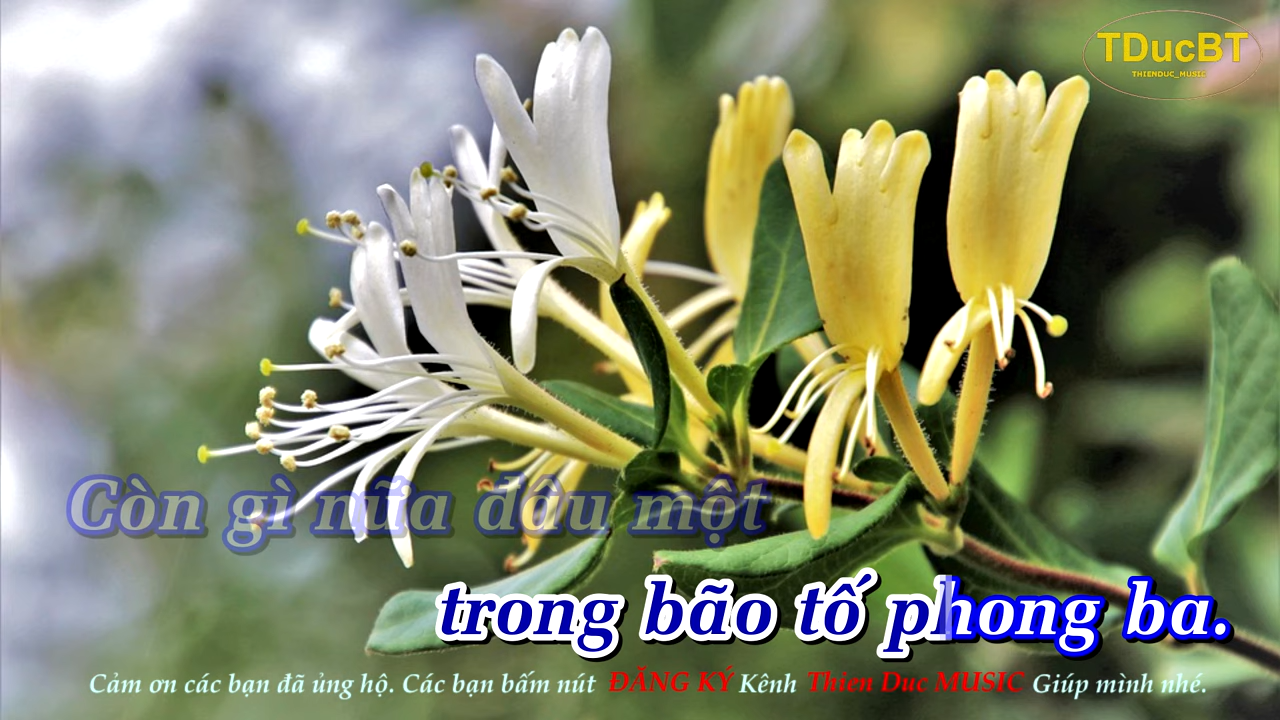 TDucBT
THIENDUC_MUSIC
Còn gì nữa đâu một
trong bão tố phong ba.
Cảm ơn các bạn đã ủng hộ. Các bạn bấm nút ĐĂNG KÝ Kênh Thien Duc MUSIC Giúp mình nhé.